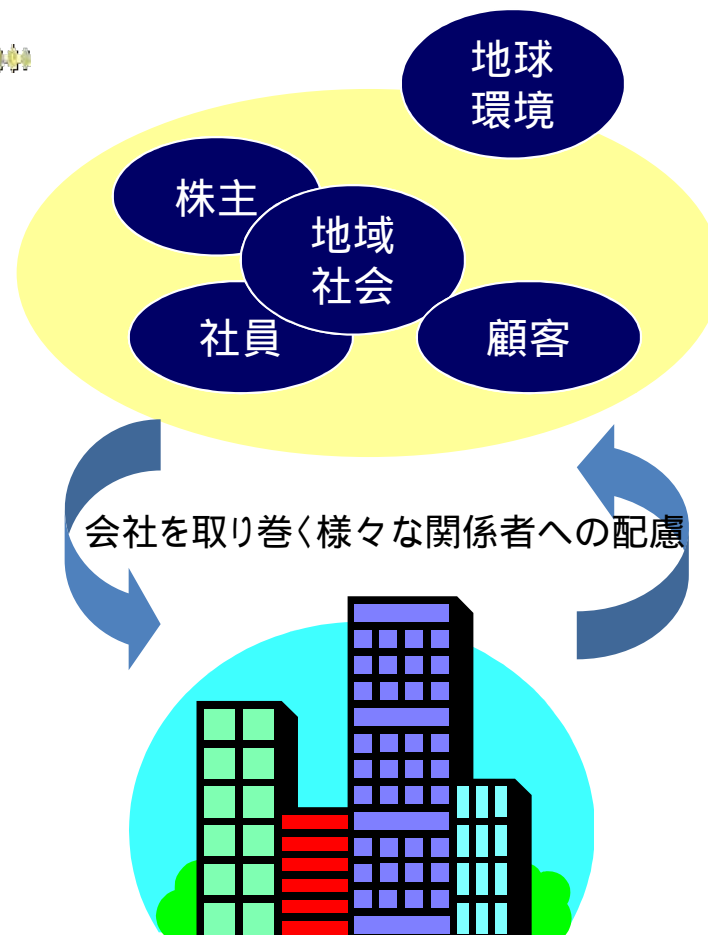 地球
環境
株主
地域
社会
社員
顧客
会社を取り巻く様々な関係者への配慮